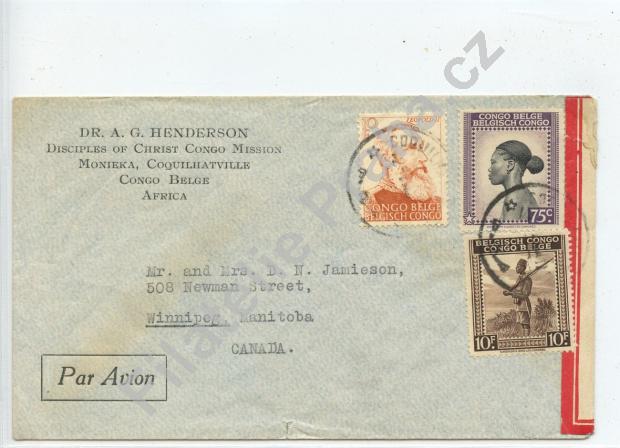 DR. A. G. HENDERSON
DISCIPLES OF CHRIST CONGO MISSION
MONIEKA, COQUILHATVILLE
CONGO BELGE
AFRICA
LEOPOLD II
CONGO BELGE
BELGISCH CONGO
CONGO BELGE
BELGISCH CONGO
75c
BELGISCH CONGO
CONGO BELGE
10F 10F
Mr. and Mrs. D. N. Jamieson,
508 Newman Street,
Winnipeg, Manitoba
CANADA.
Par Avion